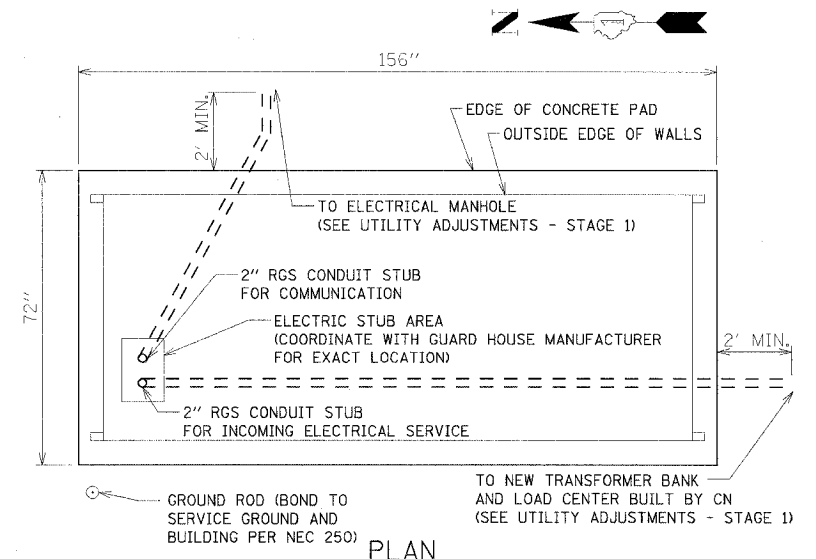 N
156"
2' MIN.
EDGE OF CONCRETE PAD
OUTSIDE EDGE OF WALLS
TO ELECTRICAL MANHOLE
(SEE UTILITY ADJUSTMENTS - STAGE 1)
2" RGS CONDUIT STUB
FOR COMMUNICATION
72"
ELECTRIC STUB AREA
(COORDINATE WITH GUARD HOUSE MANUFACTURER
FOR EXACT LOCATION)
2' MIN.
2" RGS CONDUIT STUB
FOR INCOMING ELECTRICAL SERVICE
TO NEW TRANSFORMER BANK
AND LOAD CENTER BUILT BY CN
(SEE UTILITY ADJUSTMENTS - STAGE 1)
GROUND ROD (BOND TO
SERVICE GROUND AND
BUILDING PER NEC 250)
PLAN